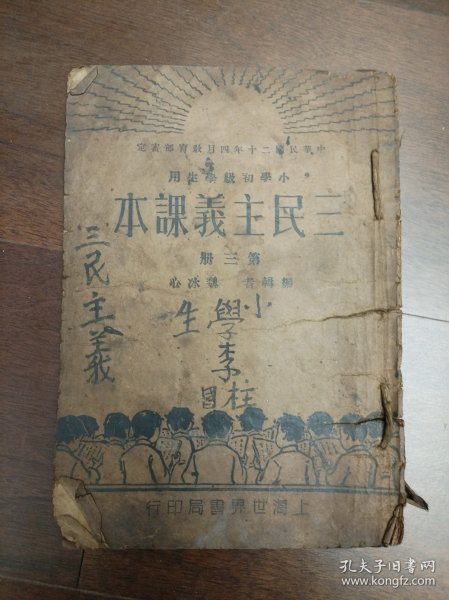 中華民國二十年四月教育部審定
小學初級學生用
三民主義課本
第三册
編輯者 魏冰心
小學生
李柱國
三民主義
上海世界書局印行
孔夫子旧书网
www.kongfz.com